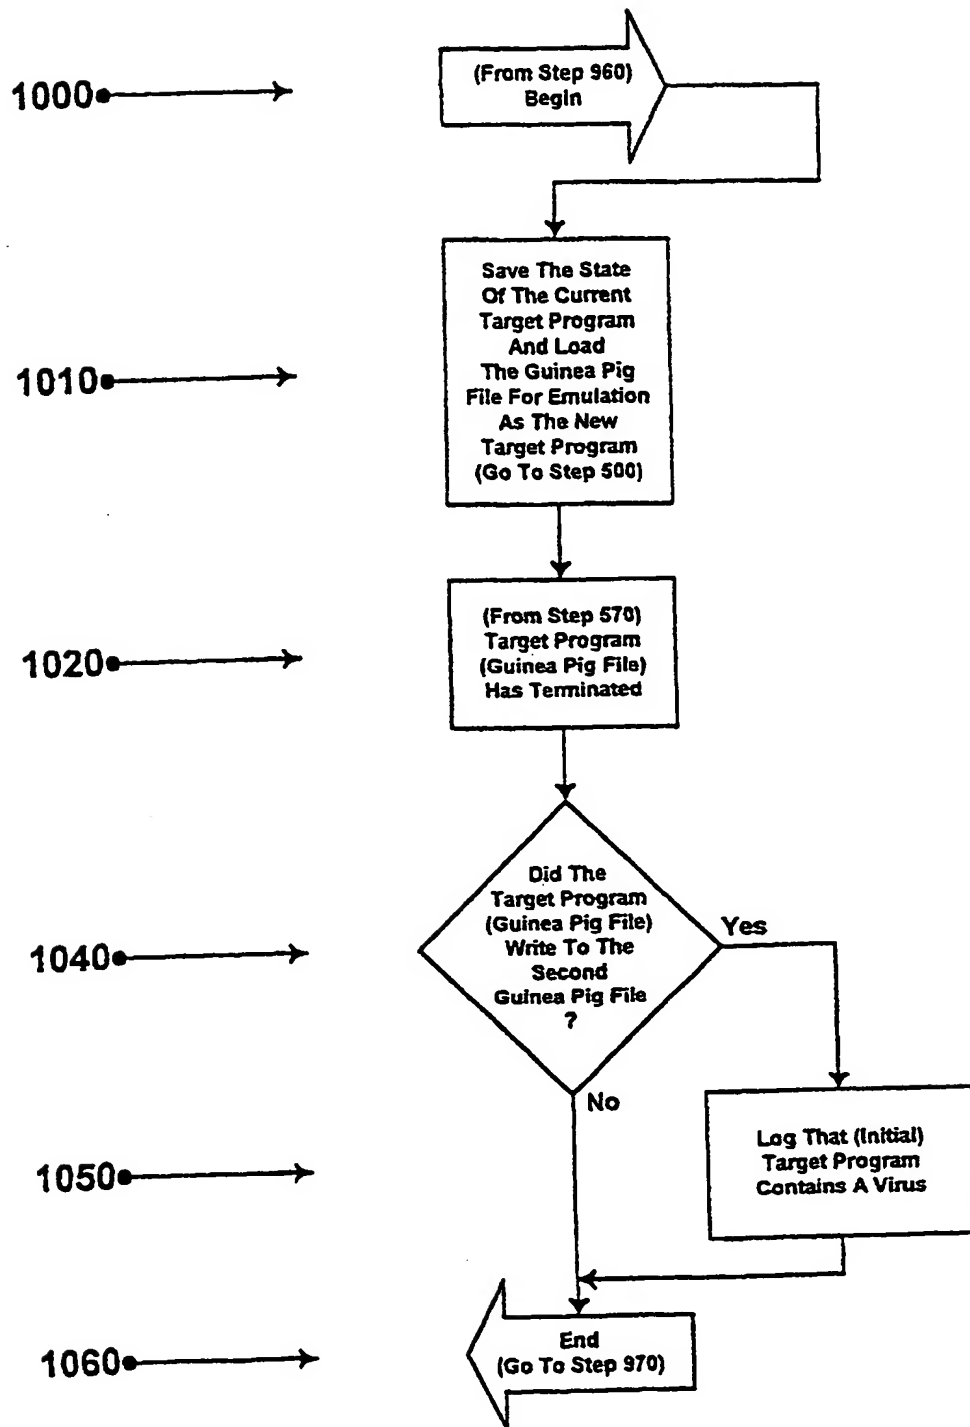 1000
(From Step 960)
Begin
1010
Save The State
Of The Current
Target Program
And Load
The Guinea Pig
File For Emulation
As The New
Target Program
(Go To Step 500)
1020
(From Step 570)
Target Program
(Guinea Pig File)
Has Terminated
1040
Did The
Target Program
(Guinea Pig File)
Write To The
Second
Guinea Pig File
?
Yes
No
1050
Log That (Initial)
Target Program
Contains A Virus
1060
End
(Go To Step 970)